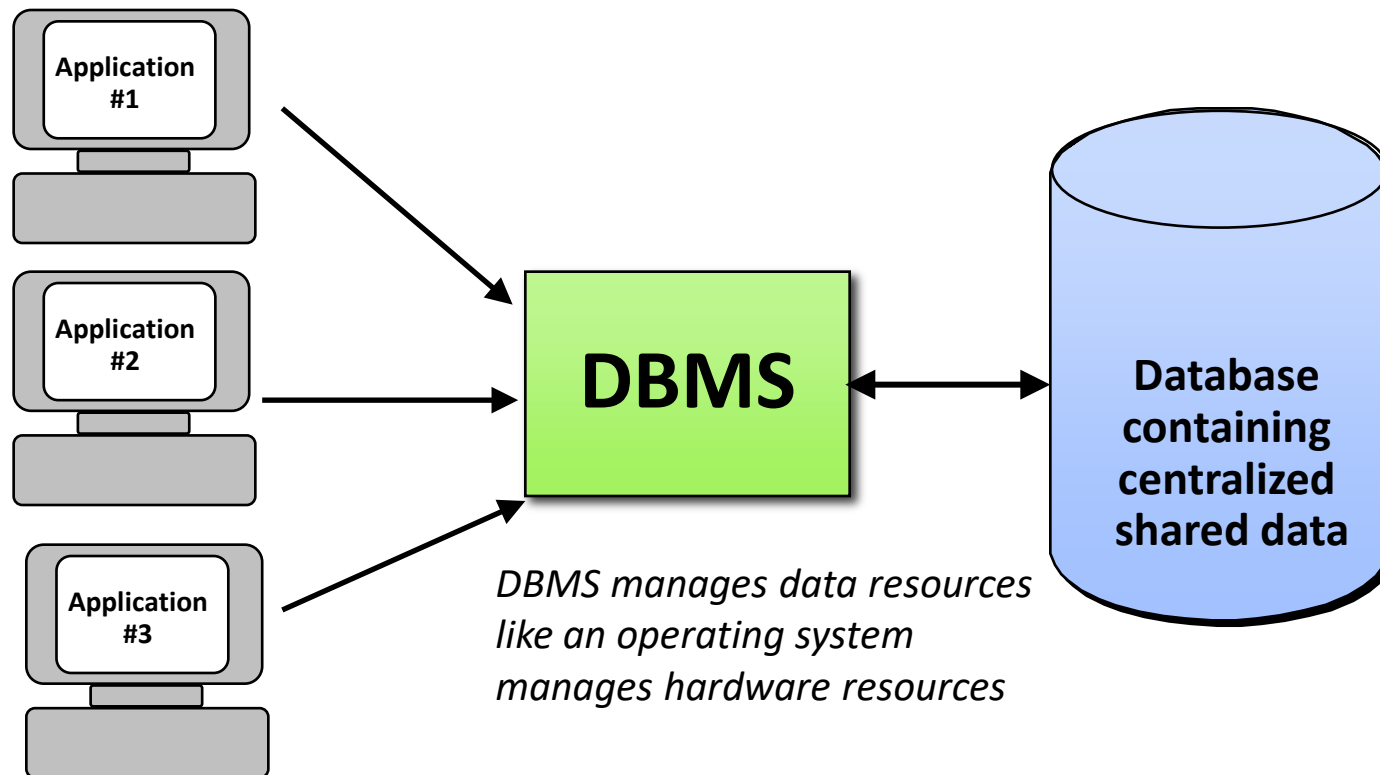 Application
#1
Application
#2
Application
#3
DBMS
DBMS manages data resources
like an operating system
manages hardware resources
Database
containing
centralized
shared data